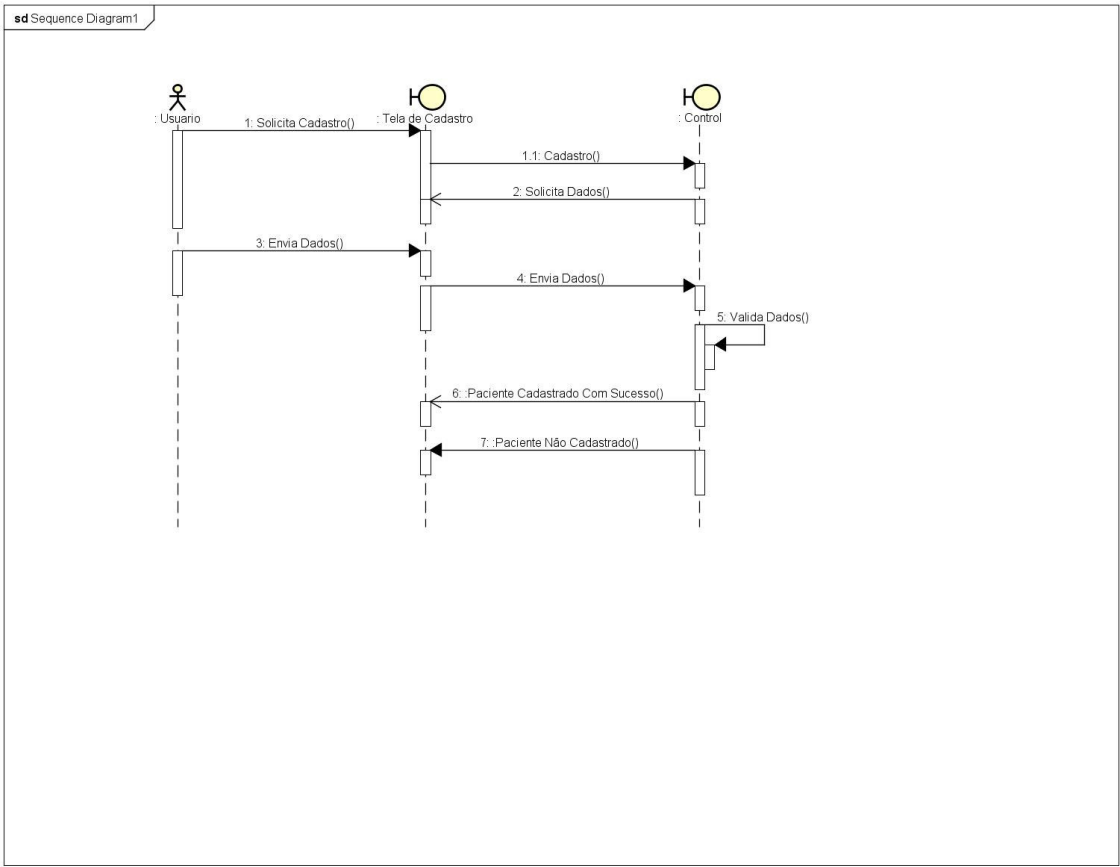 sd Sequence Diagram1
: Usuario
: Tela de Cadastro
: Control
1: Solicita Cadastro()
1.1: Cadastro()
2: Solicita Dados()
3: Envia Dados()
4: Envia Dados()
5: Valida Dados()
6: :Paciente Cadastrado Com Sucesso()
7: :Paciente Não Cadastrado()